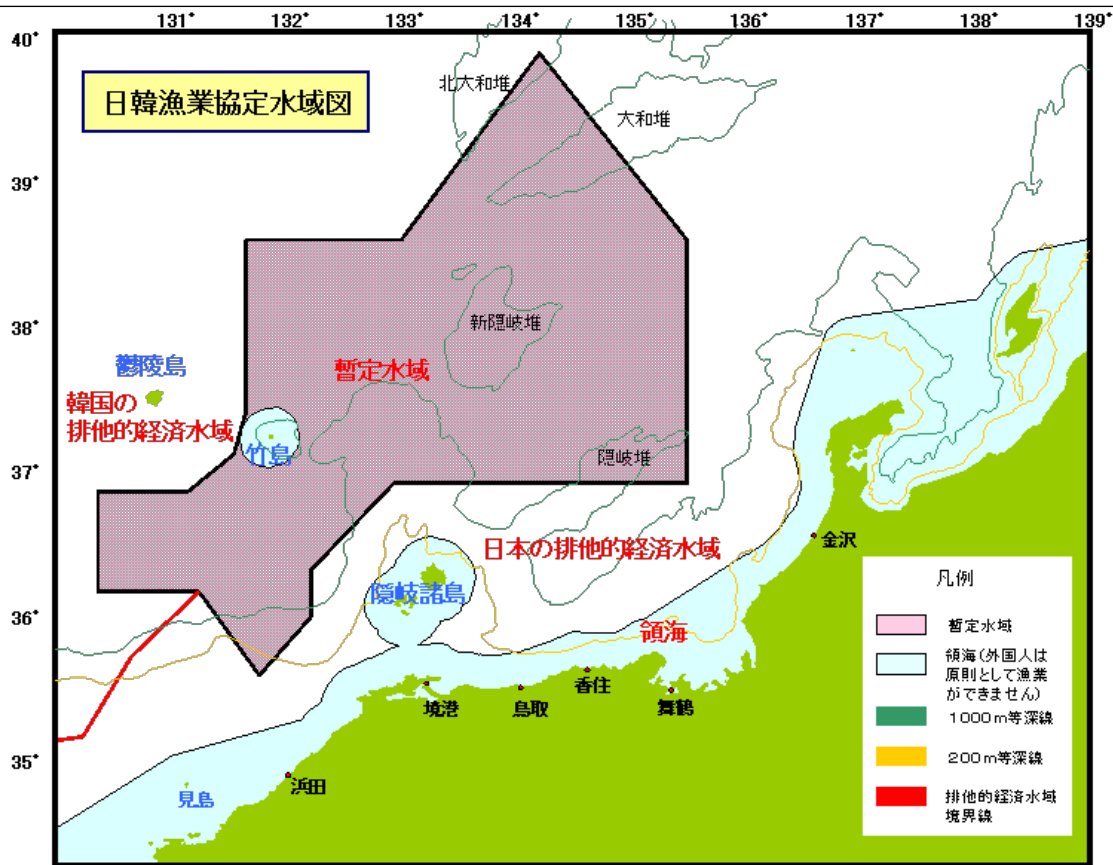 131° 132° 133° 134° 135° 136° 137° 138° 139°
40°
北大和堆
日韓漁業協定水域図
大和堆
39°
38°
新隠岐堆
鬱陵島
暫定水域
韓国の
排他的経済水域
竹島
隠岐堆
37°
日本の排他的経済水域
金沢
隠岐諸島
36°
領海
香住
境港
鳥取
舞鶴
35°
浜田
見島
凡例
暫定水域
領海(外国人は
原則として漁業
ができません)
1000m等深線
200m等深線
排他的経済水域
境界線